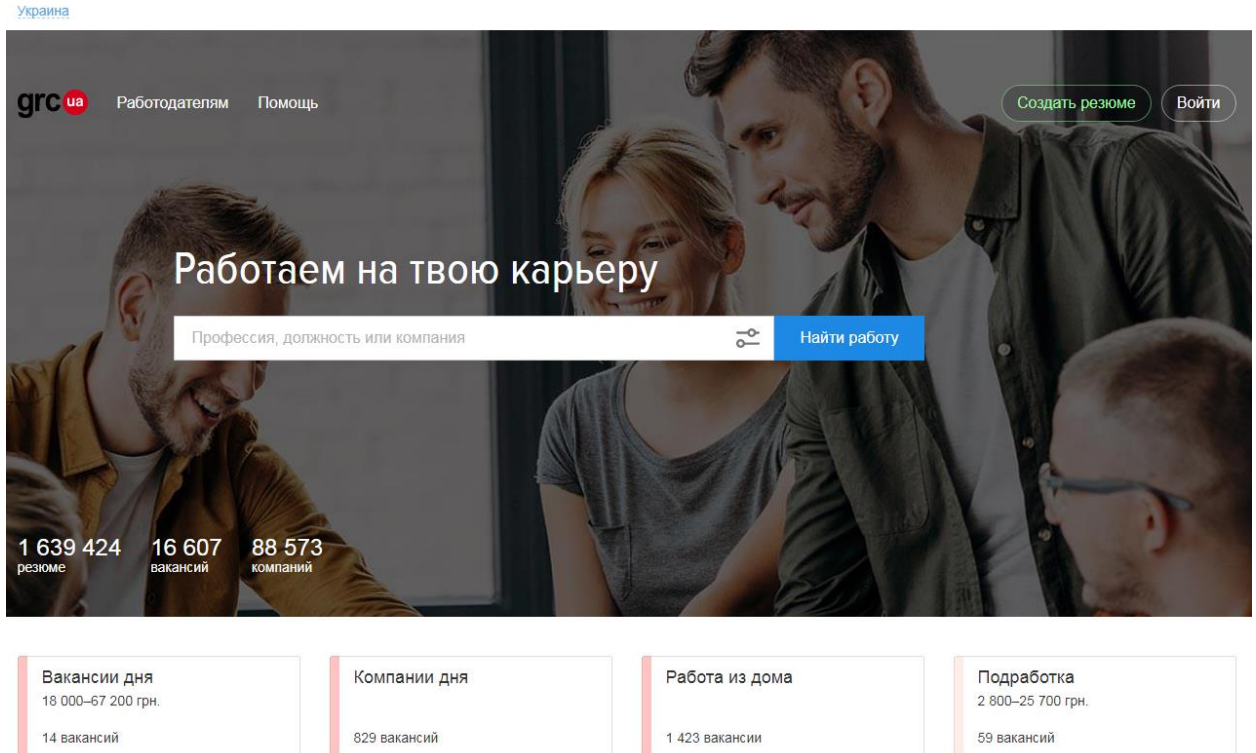 Украина
grc ua
Работодателям
Помощь
Создать резюме
Войти
Работаем на твою карьеру
Профессия, должность или компания
Найти работу
1 639 424
резюме
16 607
вакансий
88 573
компаний
Вакансии дня
18 000–67 200 грн.
14 вакансий
Компании дня
829 вакансий
Работа из дома
1 423 вакансии
Подработка
2 800–25 700 грн.
59 вакансий